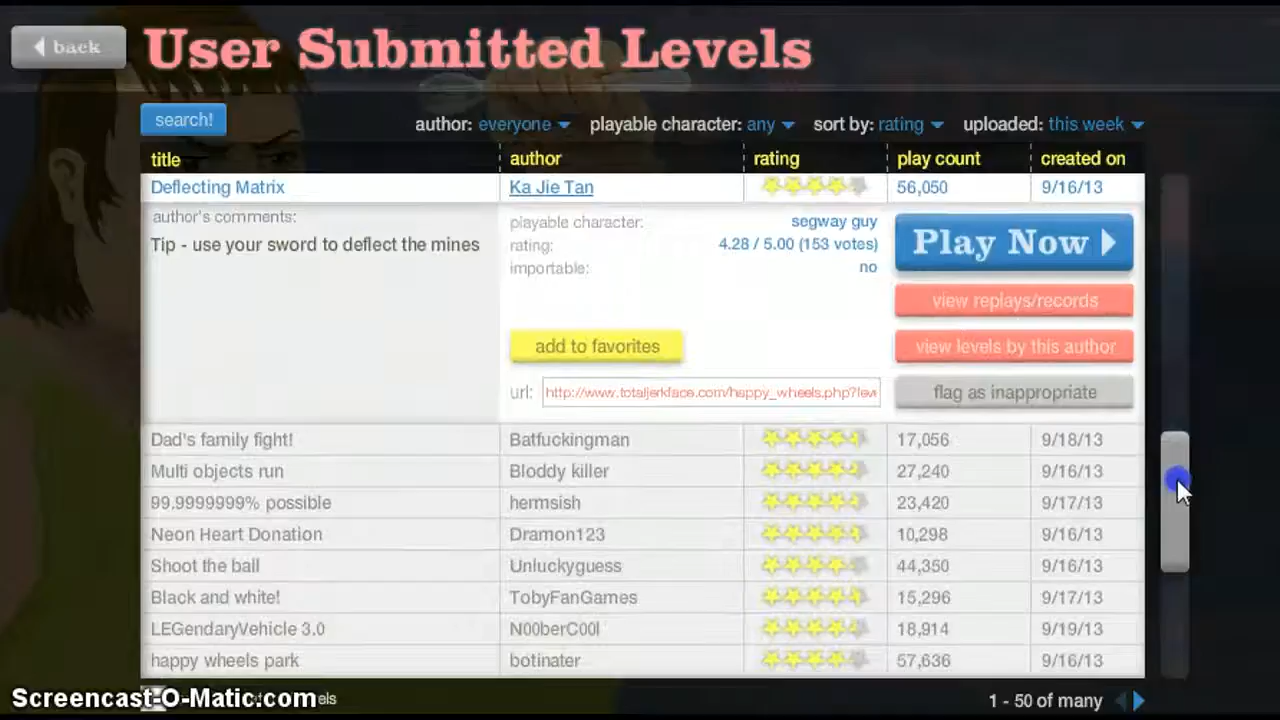 back
User Submitted Levels
search!
author: everyone playable character: any sort by: rating uploaded: this week
title author rating play count created on
Deflecting Matrix Ka Jie Tan 56,050 9/16/13
author's comments:
Tip - use your sword to deflect the mines
playable character: segway guy
rating: 4.28 / 5.00 (153 votes)
importable: no
Play Now
view replays/records
add to favorites
view levels by this author
url: http://www.totaljerkface.com/happy_wheels.php?lev
flag as inappropriate
Dad's family fight! Batfuckingman 17,056 9/18/13
Multi objects run Bloddy killer 27,240 9/16/13
99.9999999% possible hermsish 23,420 9/17/13
Neon Heart Donation Dramon123 10,298 9/16/13
Shoot the ball Unluckyguess 44,350 9/16/13
Black and white! TobyFanGames 15,296 9/17/13
LEGendaryVehicle 3.0 N00berC00l 18,914 9/19/13
happy wheels park botinater 57,636 9/16/13
Screencast-O-Matic.com
1 - 50 of many